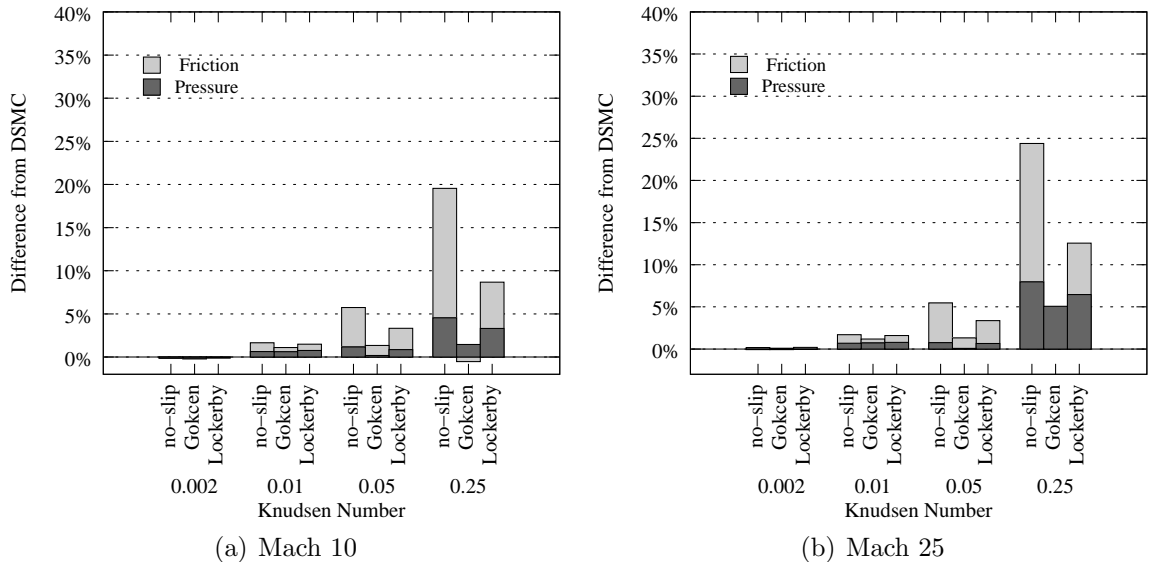 40%
35%
30%
25%
20%
15%
10%
5%
0%
Difference from DSMC
Friction
Pressure
no-slip
Gokcen
Lockerby
no-slip
Gokcen
Lockerby
no-slip
Gokcen
Lockerby
no-slip
Gokcen
Lockerby
0.002 0.01 0.05 0.25
Knudsen Number
(a) Mach 10
40%
35%
30%
25%
20%
15%
10%
5%
0%
Difference from DSMC
Friction
Pressure
no-slip
Gokcen
Lockerby
no-slip
Gokcen
Lockerby
no-slip
Gokcen
Lockerby
no-slip
Gokcen
Lockerby
0.002 0.01 0.05 0.25
Knudsen Number
(b) Mach 25